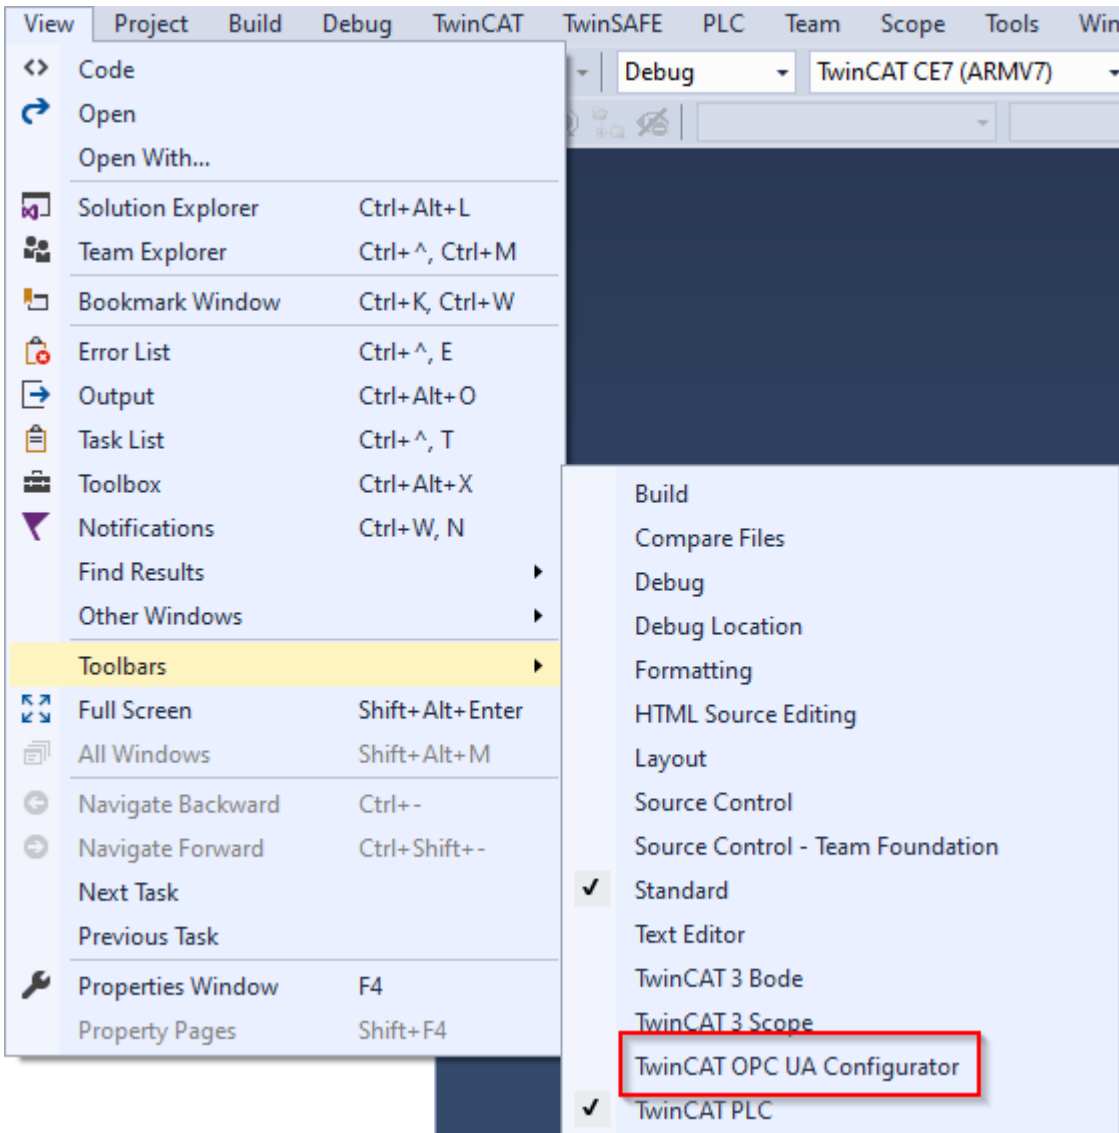 View Project Build Debug TwinCAT TwinSAFE PLC Team Scope Tools Win
Debug TwinCAT CE7 (ARMV7)
Code
Open
Open With...
Solution Explorer Ctrl+Alt+L
Team Explorer Ctrl+^, Ctrl+M
Bookmark Window Ctrl+K, Ctrl+W
Error List Ctrl+^, E
Output Ctrl+Alt+O
Task List Ctrl+^, T
Toolbox Ctrl+Alt+X
Notifications Ctrl+W, N
Find Results
Other Windows
Toolbars
Full Screen Shift+Alt+Enter
All Windows Shift+Alt+M
Navigate Backward Ctrl+-
Navigate Forward Ctrl+Shift+-
Next Task
Previous Task
Properties Window F4
Property Pages Shift+F4
Build
Compare Files
Debug
Debug Location
Formatting
HTML Source Editing
Layout
Source Control
Source Control - Team Foundation
Standard
Text Editor
TwinCAT 3 Bode
TwinCAT 3 Scope
TwinCAT OPC UA Configurator
TwinCAT PLC